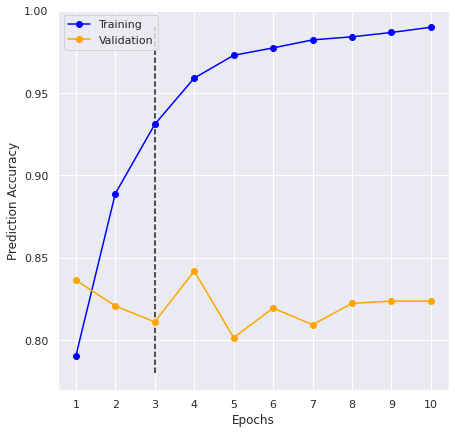 1.00
0.95
0.90
0.85
0.80
Prediction Accuracy
Training
Validation
1 2 3 4 5 6 7 8 9 10
Epochs